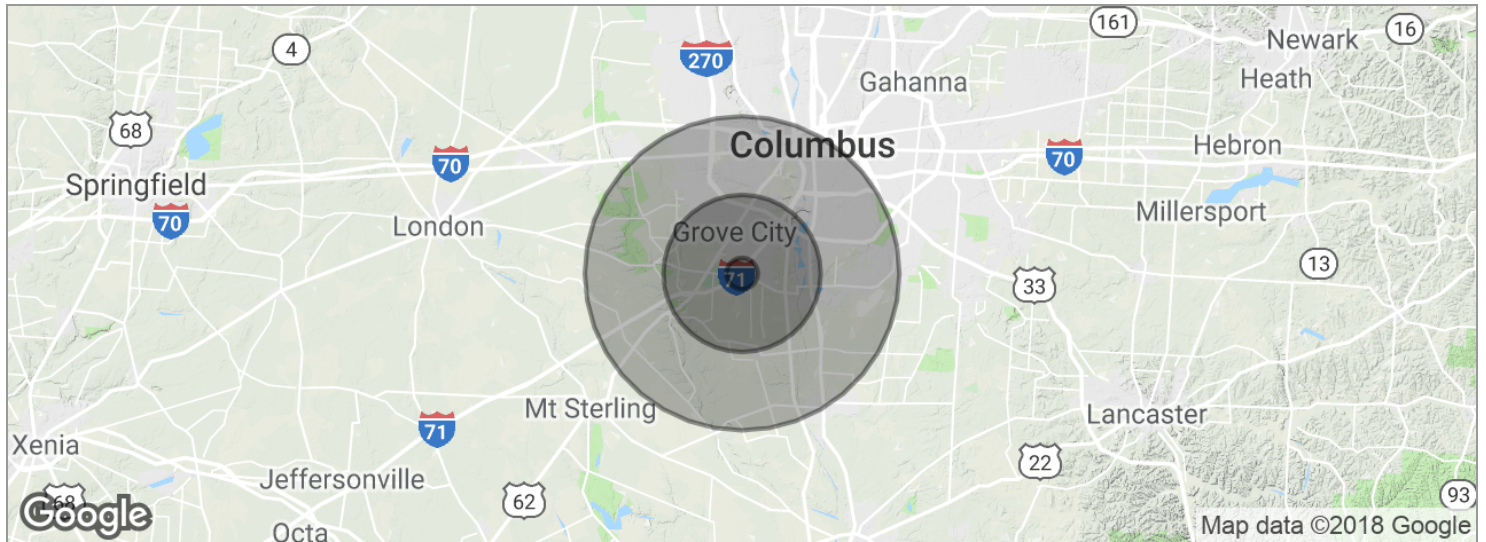 161
16
Newark
4
270
Heath
Gahanna
68
Columbus
Hebron
70
70
Springfield
70
London
Millersport
Grove City
71
13
33
Mt Sterling
Lancaster
71
Xenia
22
Jeffersonville
68
62
93
Google
Octa
Map data ©2018 Google